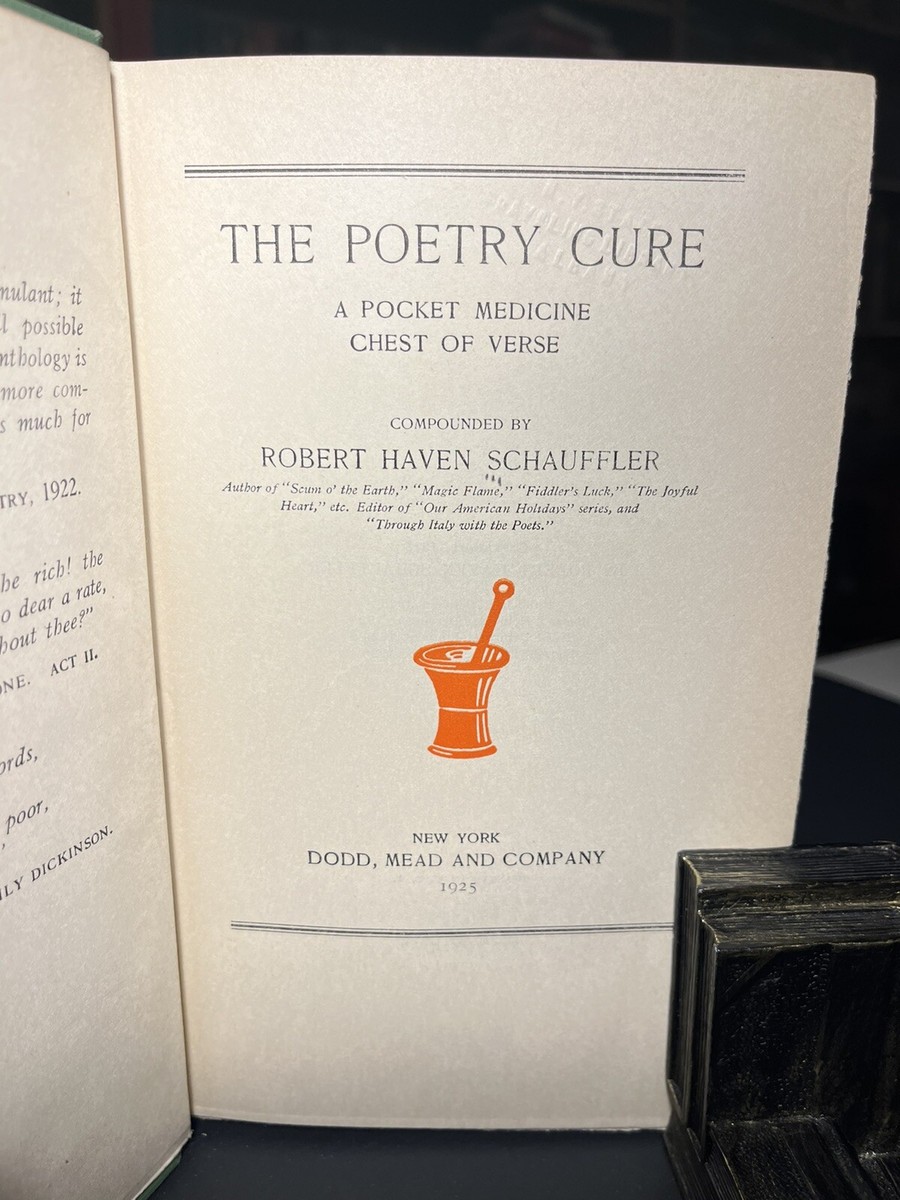 mulant; it
possible
nthology is
more com-
s much for
TRY, 1922.
he rich! the
o dear a rate,
hout thee?"
NE. ACT II.
ords,
poor,
LY DICKINSON.
THE POETRY CURE
A POCKET MEDICINE
CHEST OF VERSE
COMPOUNDED BY
ROBERT HAVEN SCHAUFFLER
Author of "Scum o' the Earth," "Magic Flame," "Fiddler's Luck," "The Joyful
Heart," etc. Editor of "Our American Holidays" series, and
"Through Italy with the Poets."
NEW YORK
DODD, MEAD AND COMPANY
1925